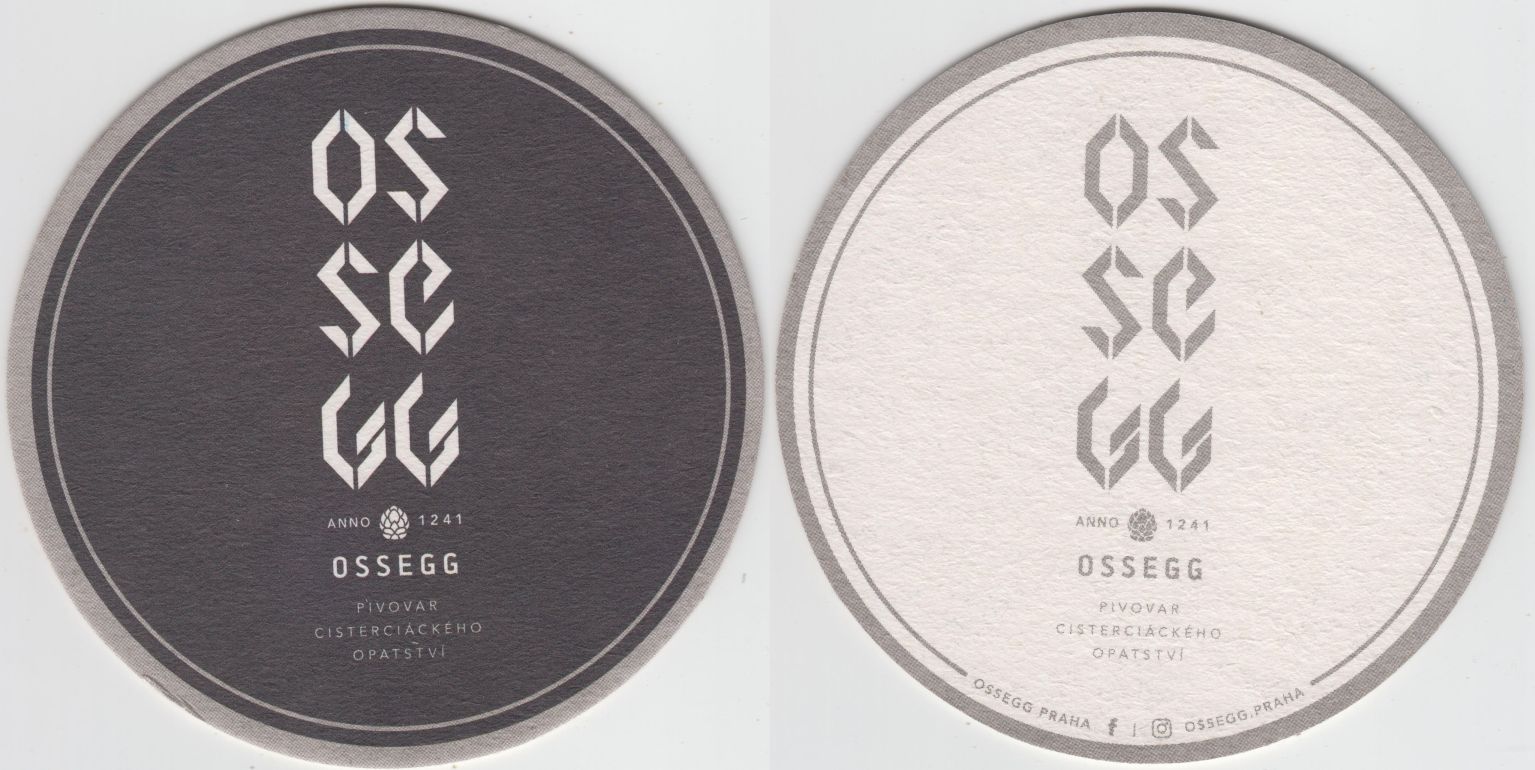 OS
SE
GG
ANNO 1241
OSSEGG
PIVOVAR
CISTERCIÁCKÉHO
OPATSTVÍ
OS
SE
GG
ANNO 1241
OSSEGG
PIVOVAR
CISTERCIÁCKÉHO
OPATSTVÍ
OSSEGG PRAHA f | OSSEGG.PRAHA